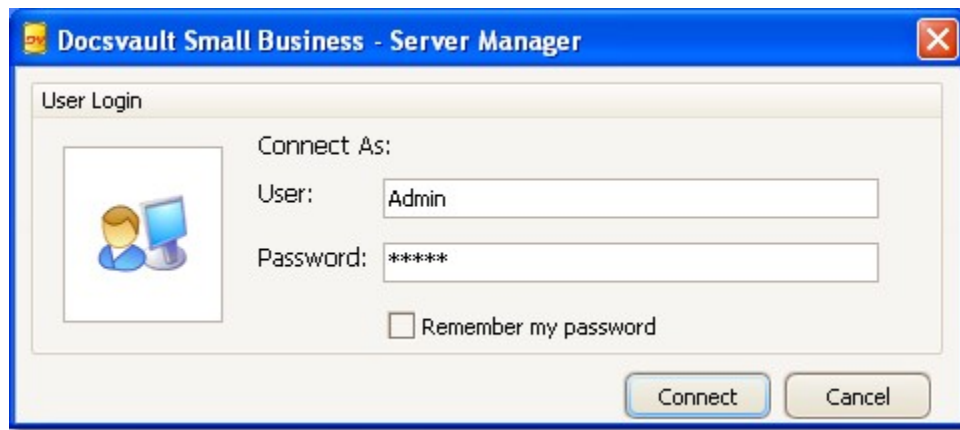 Docsvault Small Business - Server Manager
User Login
Connect As:
User: Admin
Password: *****
Remember my password
Connect Cancel